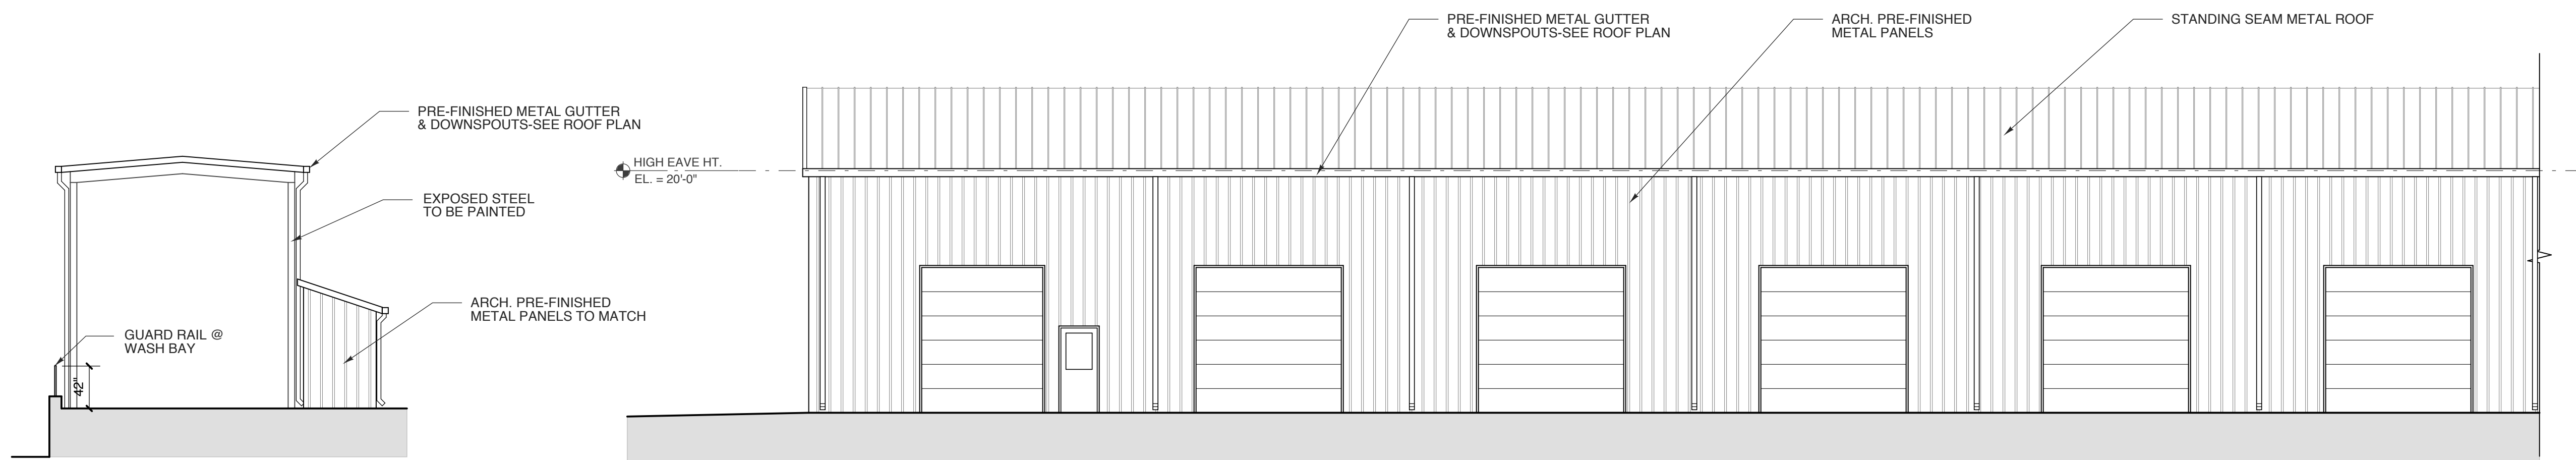 PRE-FINISHED METAL GUTTER
& DOWNSPOUTS-SEE ROOF PLAN
EXPOSED STEEL
TO BE PAINTED
ARCH. PRE-FINISHED
METAL PANELS TO MATCH
GUARD RAIL @
WASH BAY
42"
HIGH EAVE HT.
EL. = 20'-0"
PRE-FINISHED METAL GUTTER
& DOWNSPOUTS-SEE ROOF PLAN
ARCH. PRE-FINISHED
METAL PANELS
STANDING SEAM METAL ROOF